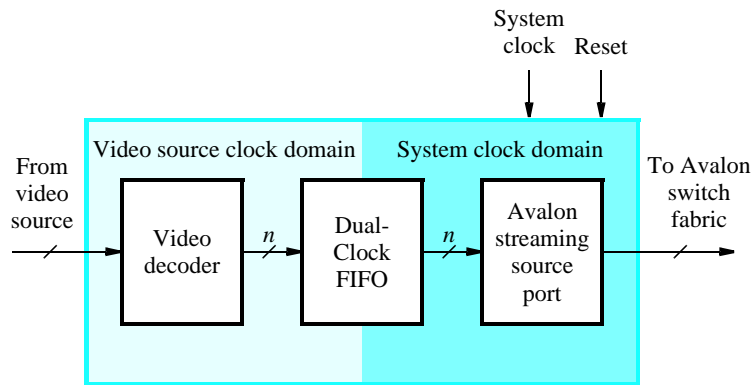 System
clock
Reset
Video source clock domain
System clock domain
From
video
source
To Avalon
switch
fabric
Video
decoder
n
Dual-
Clock
FIFO
n
Avalon
streaming
source
port